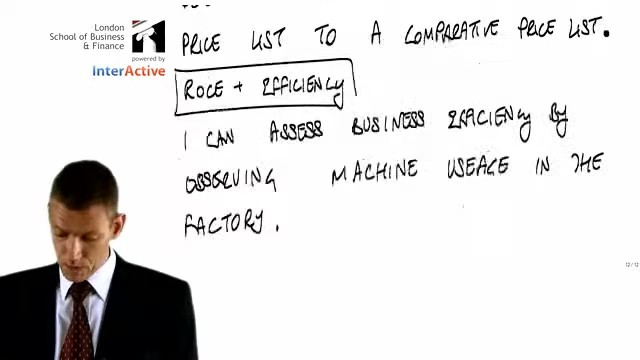 London
School of Business
& Finance
powered by
InterActive
PRICE LIST TO A COMPARATIVE PRICE LIST.
ROCE + EFFICIENCY
I CAN ASSESS BUSINESS EFFICIENCY BY
OBSERVING MACHINE USEAGE IN THE
FACTORY.
12 / 12